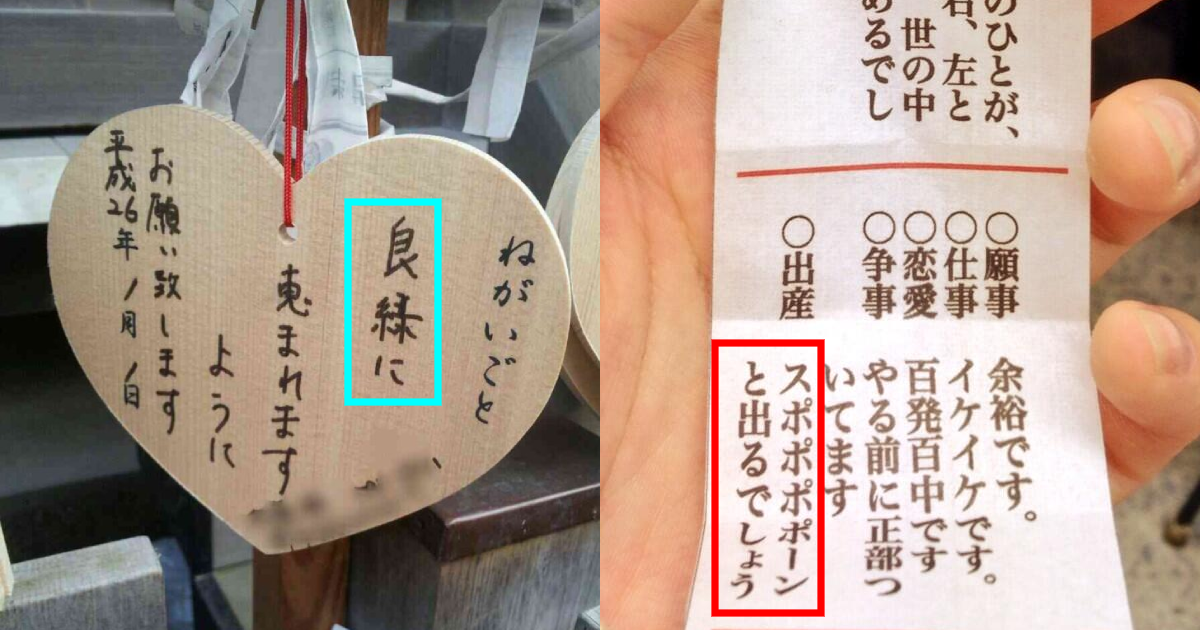 ねがいごと
良緑に
恵まれます
ように
お願い致します
平成26年1月1日
のひとが、
右、左と
世の中
めるでし
○願事 余裕です。
○仕事 イケイケです。
○恋愛 百発百中です
○争事 やる前に正部つ
いてます
○出産 スポポポポーン
と出るでしょう